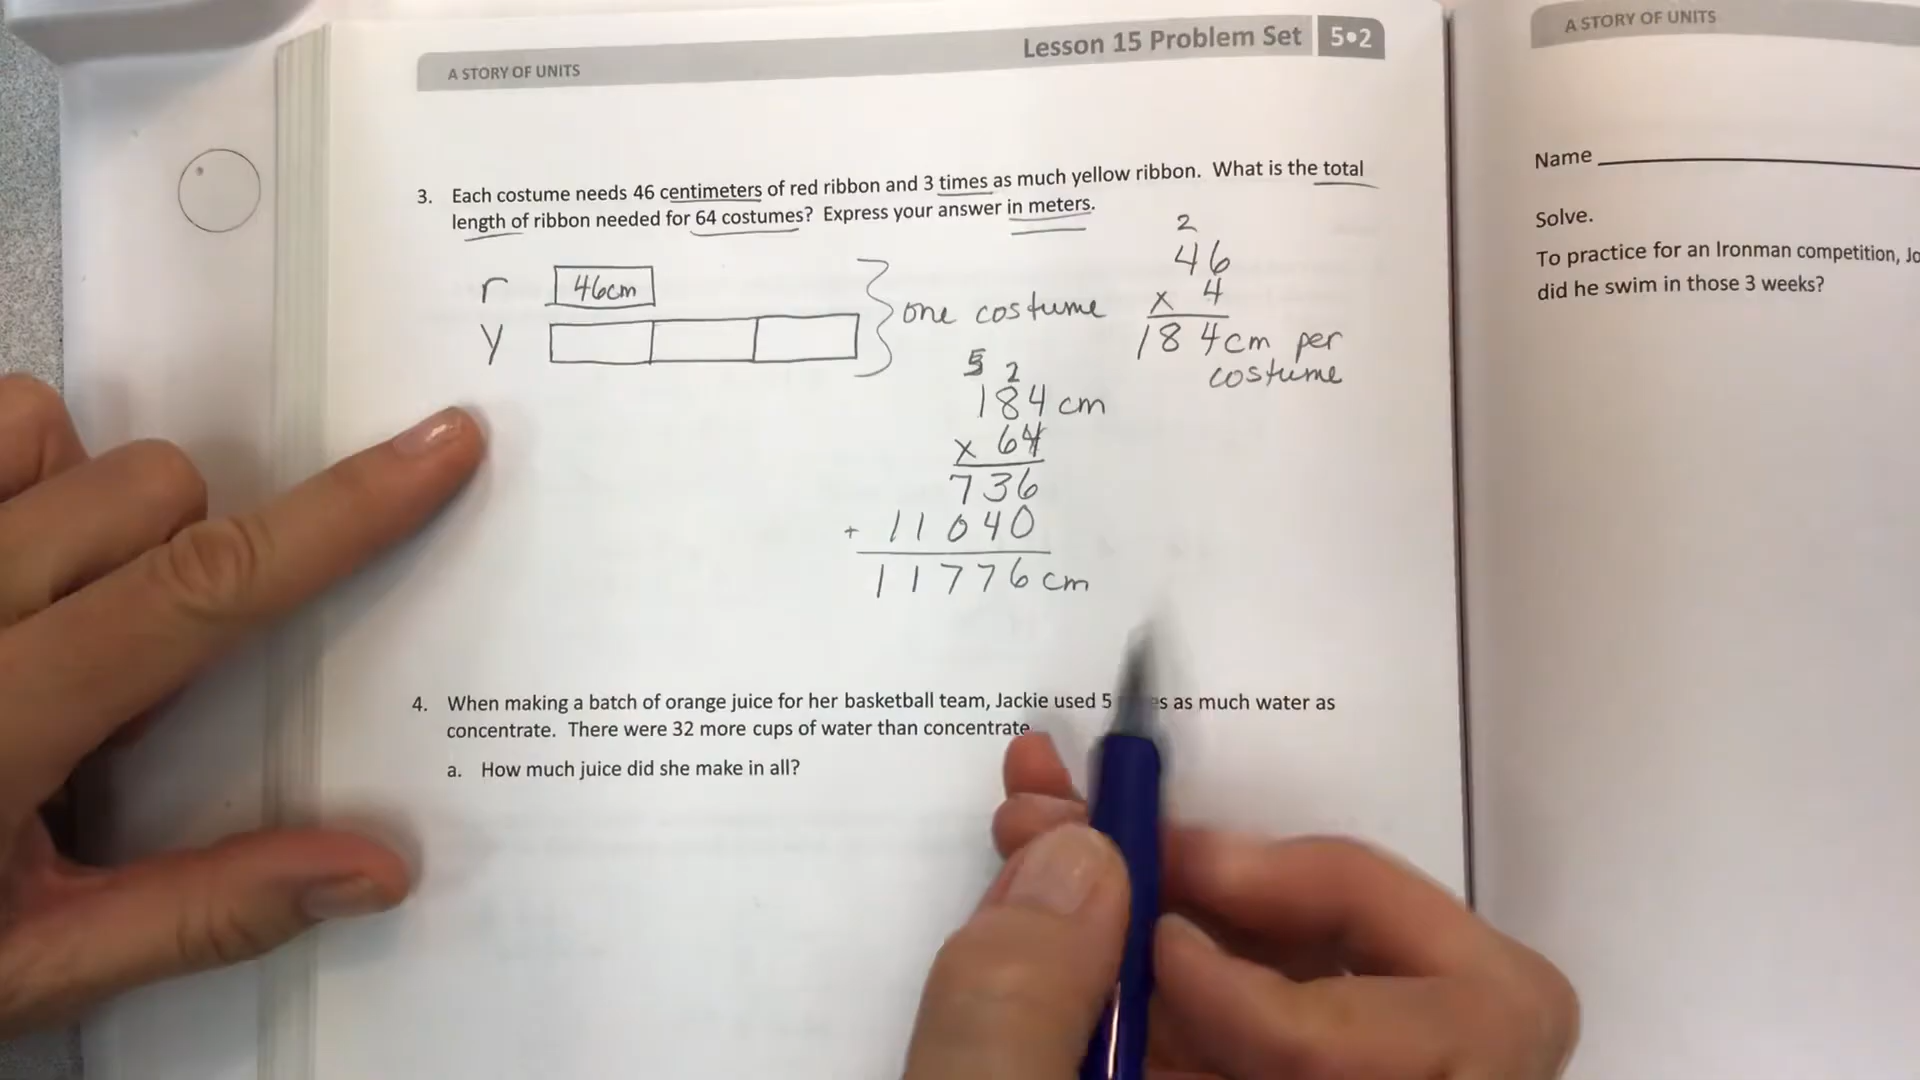 A STORY OF UNITS
Lesson 15 Problem Set 5•2
3. Each costume needs 46 centimeters of red ribbon and 3 times as much yellow ribbon. What is the total
length of ribbon needed for 64 costumes? Express your answer in meters.
r 46cm
y
one costume
2
46
x 4
184cm per
costume
5 2
184 cm
x 64
736
+ 11040
11776 cm
4. When making a batch of orange juice for her basketball team, Jackie used 5 as much water as
concentrate. There were 32 more cups of water than concentrate.
a. How much juice did she make in all?
A STORY OF UNITS
Name
Solve.
To practice for an Ironman competition,
did he swim in those 3 weeks?